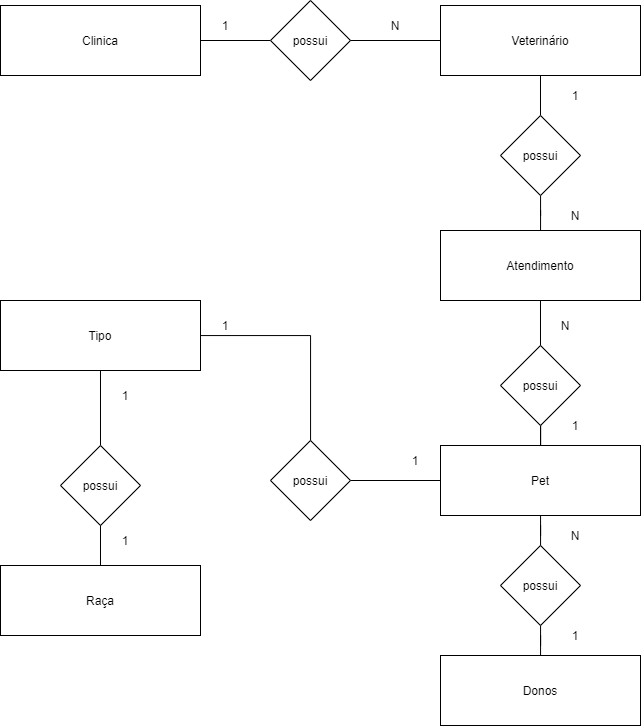 Clinica
1
possui
N
Veterinário
1
possui
N
Atendimento
N
possui
1
Tipo
1
possui
1
Pet
1
possui
1
Raça
N
possui
1
Donos